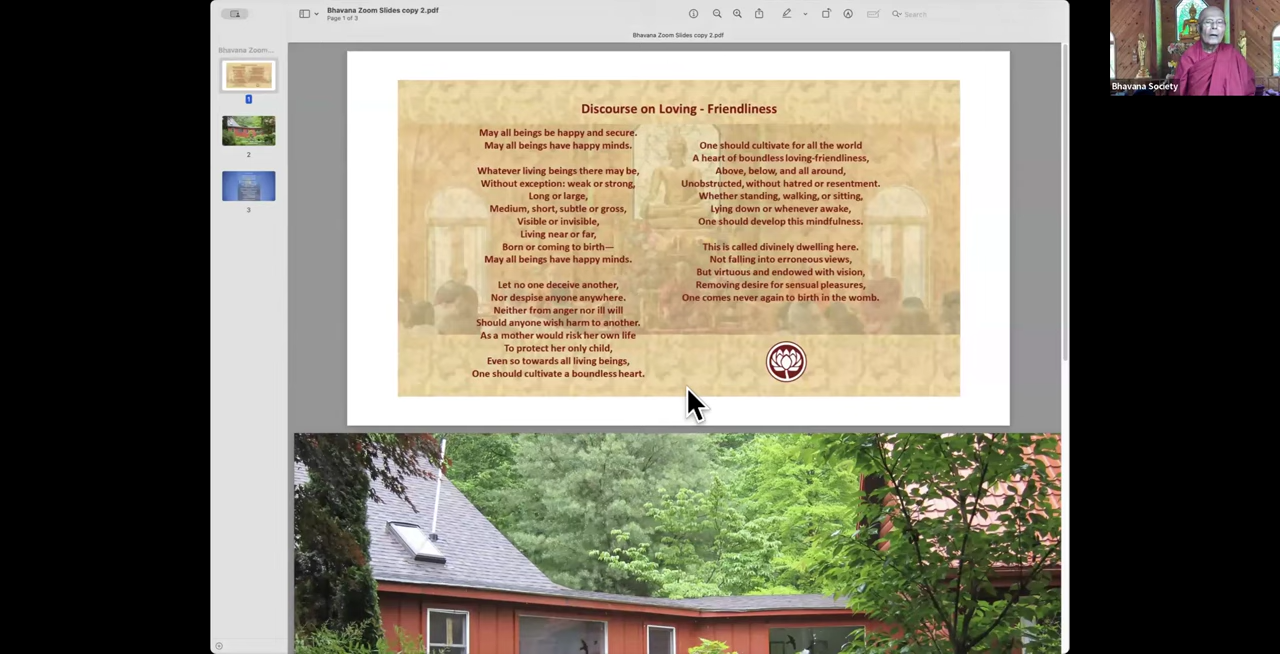 Bhavana Zoom Slides copy 2.pdf
Page 1 of 3
Search
Bhavana Zoom Slides copy 2.pdf
Bhavana Zoom...
1
2
3
Discourse on Loving - Friendliness
May all beings be happy and secure.
May all beings have happy minds.
Whatever living beings there may be,
Without exception: weak or strong,
Long or large,
Medium, short, subtle or gross,
Visible or invisible,
Living near or far,
Born or coming to birth—
May all beings have happy minds.
Let no one deceive another,
Nor despise anyone anywhere.
Neither from anger nor ill will
Should anyone wish harm to another.
As a mother would risk her own life
To protect her only child,
Even so towards all living beings,
One should cultivate a boundless heart.
One should cultivate for all the world
A heart of boundless loving-friendliness,
Above, below, and all around,
Unobstructed, without hatred or resentment.
Whether standing, walking, or sitting,
Lying down or whenever awake,
One should develop this mindfulness.
This is called divinely dwelling here.
Not falling into erroneous views,
But virtuous and endowed with vision,
Removing desire for sensual pleasures,
One comes never again to birth in the womb.
Bhavana Society